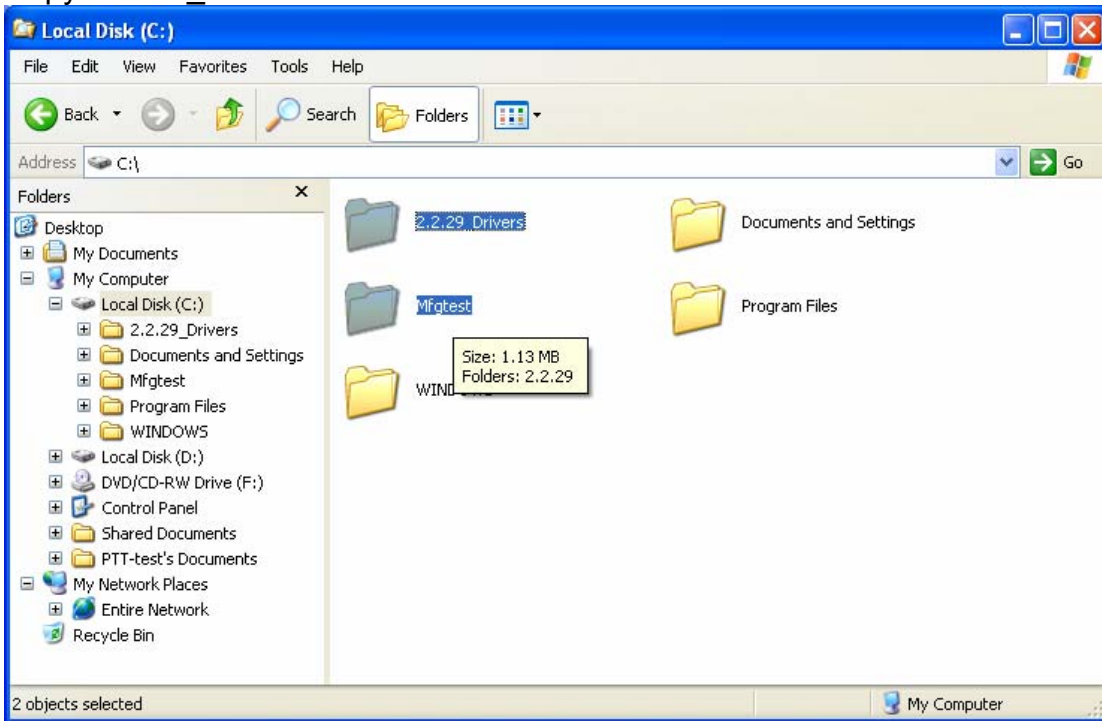 Local Disk (C:)
File Edit View Favorites Tools Help
Back Search Folders
Address C:\ Go
Folders
Desktop
My Documents
My Computer
Local Disk (C:)
2.2.29_Drivers
Documents and Settings
Mfgtest
Program Files
WINDOWS
Local Disk (D:)
DVD/CD-RW Drive (F:)
Control Panel
Shared Documents
PTT-test's Documents
My Network Places
Entire Network
Recycle Bin
2.2.29_Drivers
Documents and Settings
Mfgtest
Program Files
Size: 1.13 MB
Folders: 2.2.29
2 objects selected
My Computer